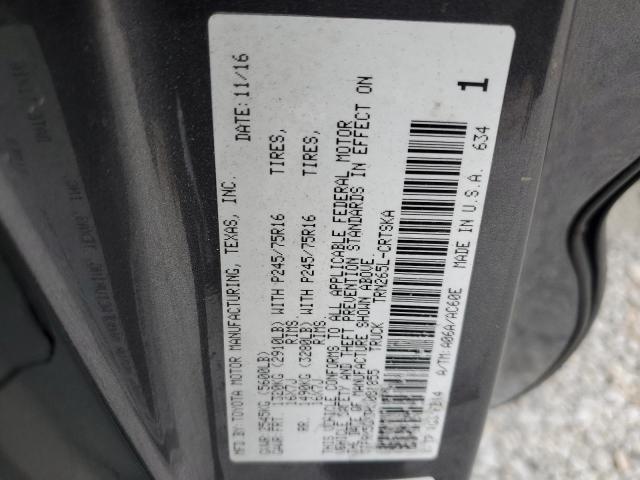 MFD.BY TOYOTA MOTOR MANUFACTURING, TEXAS, INC. DATE: 11/16
GVWR 2545KG (5600LB)
GAWR FRT 1320KG (2910LB) WITH P245/75R16 TIRES,
16X7J RIMS.
RR 1490KG (3280LB) WITH P245/75R16 TIRES,
16X7J RIMS.
THIS VEHICLE CONFORMS TO ALL APPLICABLE FEDERAL MOTOR
VEHICLE SAFETY AND THEFT PREVENTION STANDARDS IN EFFECT ON
THE DATE OF MANUFACTURE SHOWN ABOVE.
TRUCK TRN265L-CRTSKA
A/TM: A06A/AC60E MADE IN U.S.A. 634
1